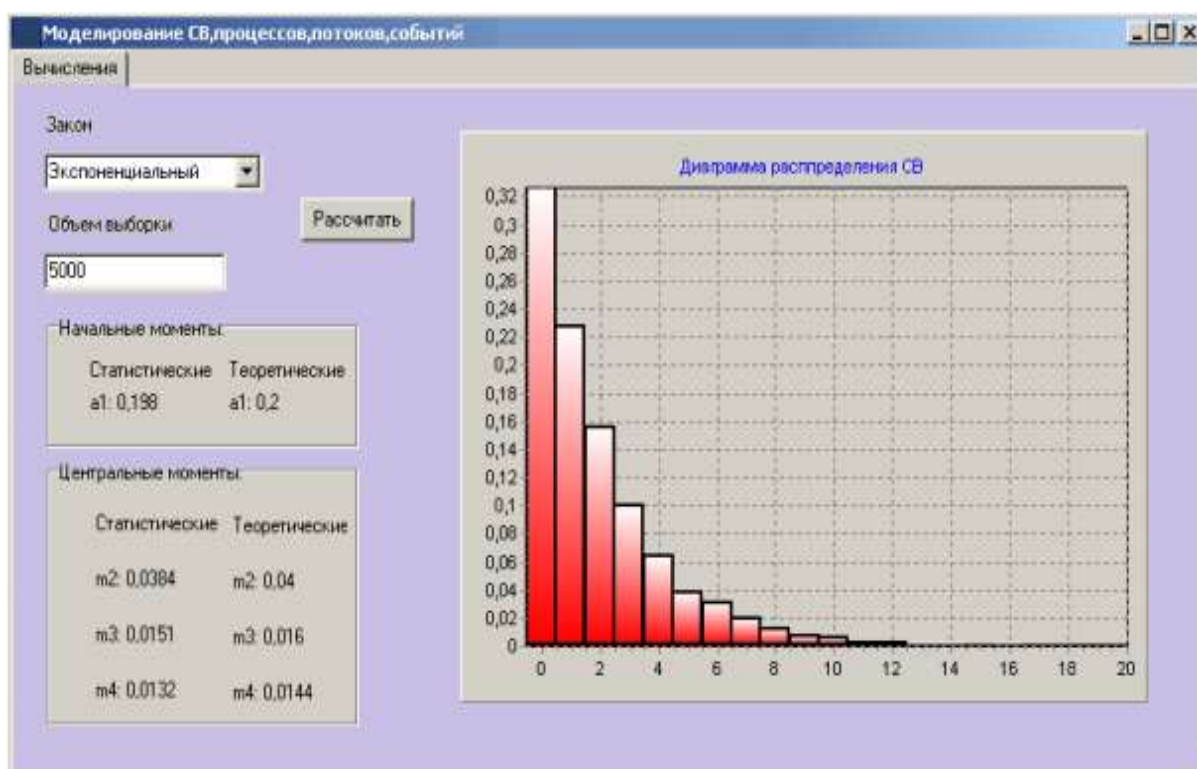 Моделирование СВ,процессов,потоков,событий
Вычисления
Закон
Экспоненциальный
Объем выборки
Рассчитать
5000
Начальные моменты:
Статистические Теоретические
a1: 0,198 a1: 0,2
Центральные моменты:
Статистические Теоретические
m2: 0,0384 m2: 0,04
m3: 0,0151 m3: 0,016
m4: 0,0132 m4: 0,0144
Диаграмма расппределения СВ
0,32
0,3
0,28
0,26
0,24
0,22
0,2
0,18
0,16
0,14
0,12
0,1
0,08
0,06
0,04
0,02
0
0 2 4 6 8 10 12 14 16 18 20